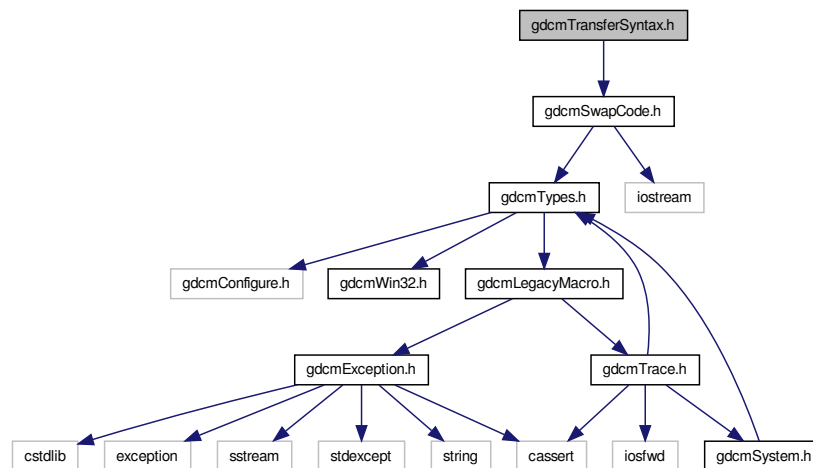 gdcmTransferSyntax.h
gdcmSwapCode.h
gdcmTypes.h
iostream
gdcmConfigure.h
gdcmWin32.h
gdcmLegacyMacro.h
gdcmException.h
gdcmTrace.h
cstdlib
exception
sstream
stdexcept
string
cassert
iosfwd
gdcmSystem.h